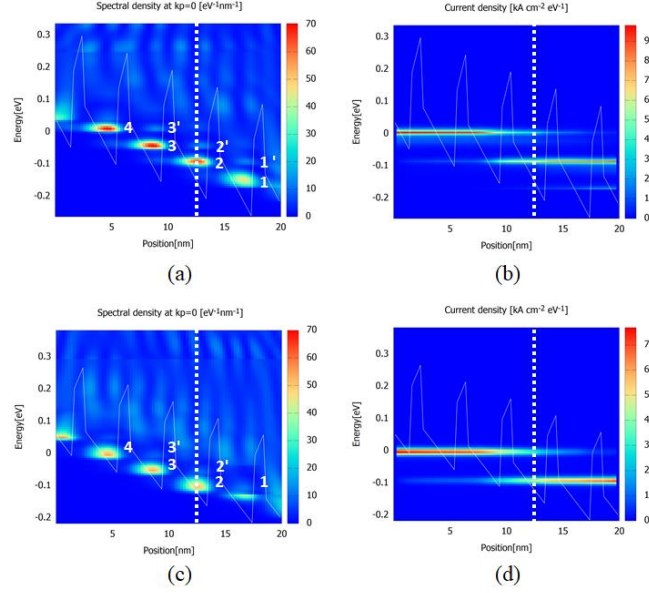 Spectral density at kp=0 [eV⁻¹nm⁻¹]
Current density [kA cm⁻² eV⁻¹]
0.3
0.2
0.1
0
-0.1
-0.2
Energy[eV]
4 3' 3 2' 2 1' 1
5 10 15 20
Position[nm]
70
60
50
40
30
20
10
0
0.3
0.2
0.1
0
-0.1
-0.2
Energy[eV]
0 5 10 15 20
Position[nm]
9
8
7
6
5
4
3
2
1
0
(a) (b)
Spectral density at kp=0 [eV⁻¹nm⁻¹]
Current density [kA cm⁻² eV⁻¹]
0.3
0.2
0.1
0
-0.1
-0.2
Energy[eV]
4 3' 3 2' 2 1
5 10 15 20
Position[nm]
70
60
50
40
30
20
10
0
0.3
0.2
0.1
0
-0.1
-0.2
Energy[eV]
0 5 10 15 20
Position[nm]
7
6
5
4
3
2
1
0
(c) (d)